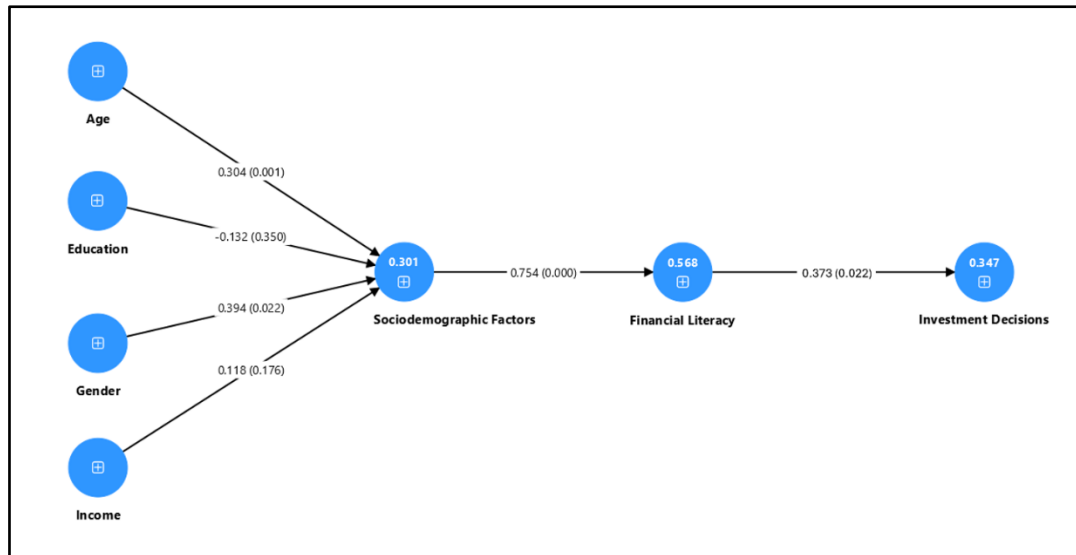 Age
0.304 (0.001)
Education
-0.132 (0.350)
0.301
0.568
0.347
0.754 (0.000)
0.373 (0.022)
Sociodemographic Factors
Financial Literacy
Investment Decisions
0.394 (0.022)
Gender
0.118 (0.176)
Income